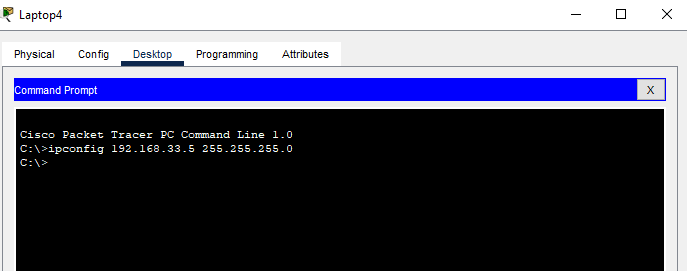 Laptop4
Physical Config Desktop Programming Attributes
Command Prompt X
Cisco Packet Tracer PC Command Line 1.0
C:\>ipconfig 192.168.33.5 255.255.255.0
C:\>